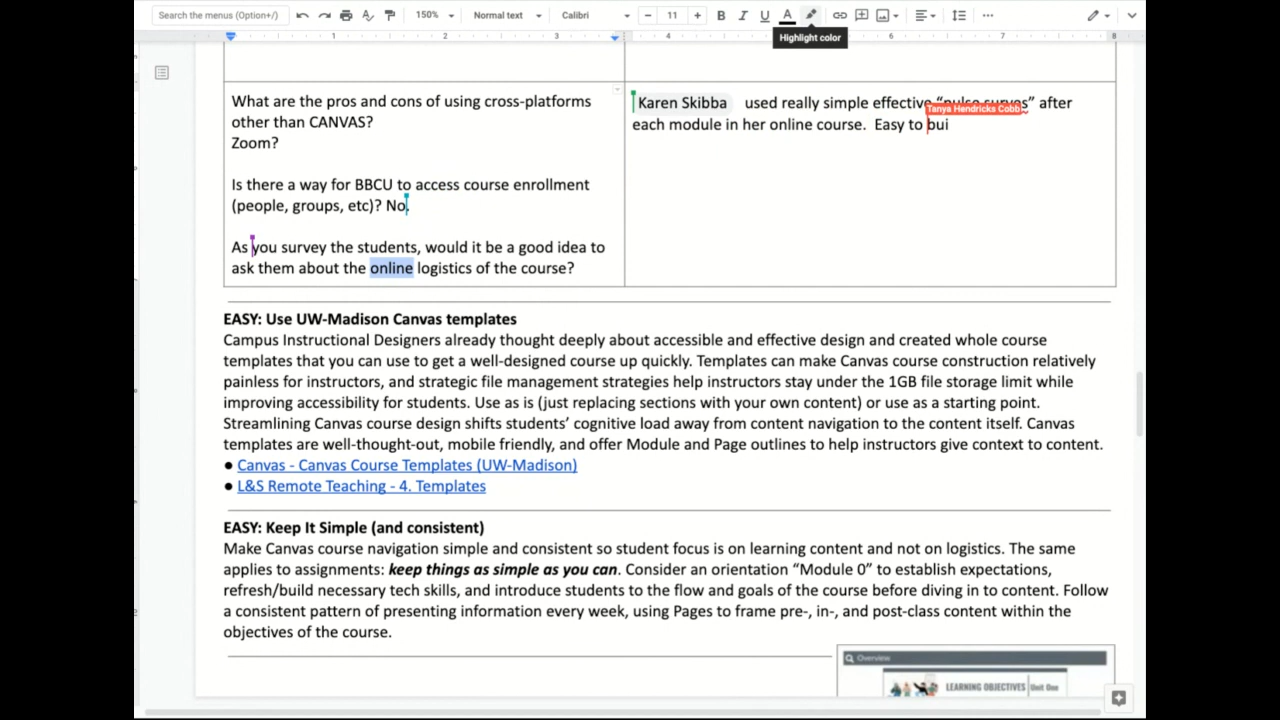 Search the menus (Option+/)
150%
Normal text
Calibri
11
B
I
U
A
Highlight color
1
2
3
4
6
7
8
What are the pros and cons of using cross-platforms
other than CANVAS?
Zoom?
Is there a way for BBCU to access course enrollment
(people, groups, etc)? No.
As you survey the students, would it be a good idea to
ask them about the online logistics of the course?
Karen Skibba used really simple effective “pulse surves” after
Tanya Hendricks Cobb
each module in her online course. Easy to bui
EASY: Use UW-Madison Canvas templates
Campus Instructional Designers already thought deeply about accessible and effective design and created whole course
templates that you can use to get a well-designed course up quickly. Templates can make Canvas course construction relatively
painless for instructors, and strategic file management strategies help instructors stay under the 1GB file storage limit while
improving accessibility for students. Use as is (just replacing sections with your own content) or use as a starting point.
Streamlining Canvas course design shifts students’ cognitive load away from content navigation to the content itself. Canvas
templates are well-thought-out, mobile friendly, and offer Module and Page outlines to help instructors give context to content.
● Canvas - Canvas Course Templates (UW-Madison)
● L&S Remote Teaching - 4. Templates
EASY: Keep It Simple (and consistent)
Make Canvas course navigation simple and consistent so student focus is on learning content and not on logistics. The same
applies to assignments: keep things as simple as you can. Consider an orientation “Module 0” to establish expectations,
refresh/build necessary tech skills, and introduce students to the flow and goals of the course before diving in to content. Follow
a consistent pattern of presenting information every week, using Pages to frame pre-, in-, and post-class content within the
objectives of the course.
Overview
LEARNING OBJECTIVES Unit One